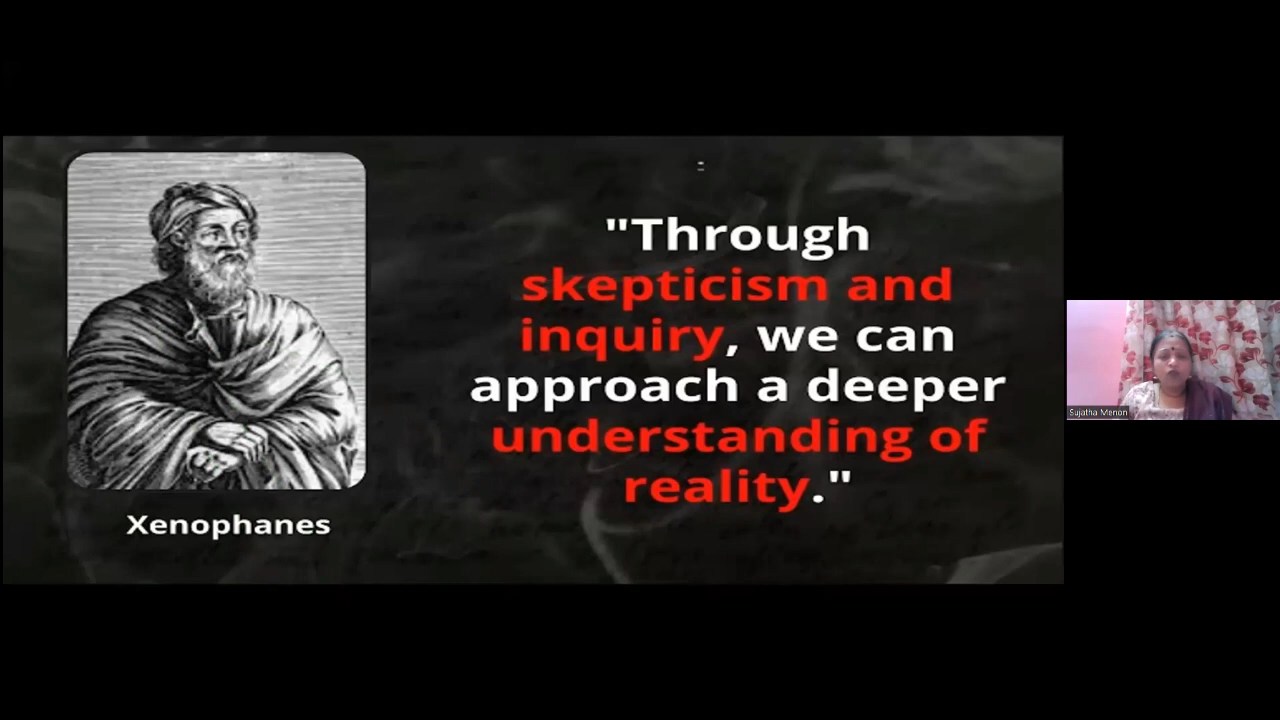 "Through
skepticism and
inquiry, we can
approach a deeper
understanding of
reality."
Xenophanes
Sujatha Menon